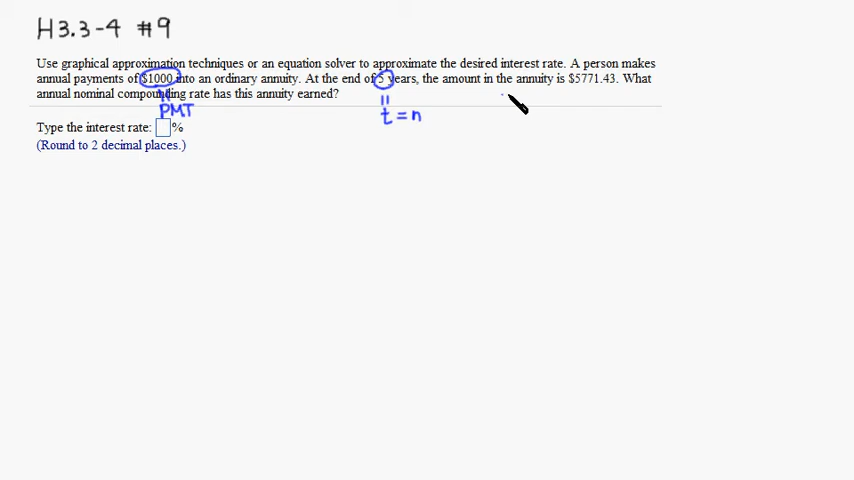 H3.3-4 #9
Use graphical approximation techniques or an equation solver to approximate the desired interest rate. A person makes
annual payments of $1000 into an ordinary annuity. At the end of 5 years, the amount in the annuity is $5771.43. What
annual nominal compounding rate has this annuity earned?
=
PMT
=
t = n
Type the interest rate: %
(Round to 2 decimal places.)